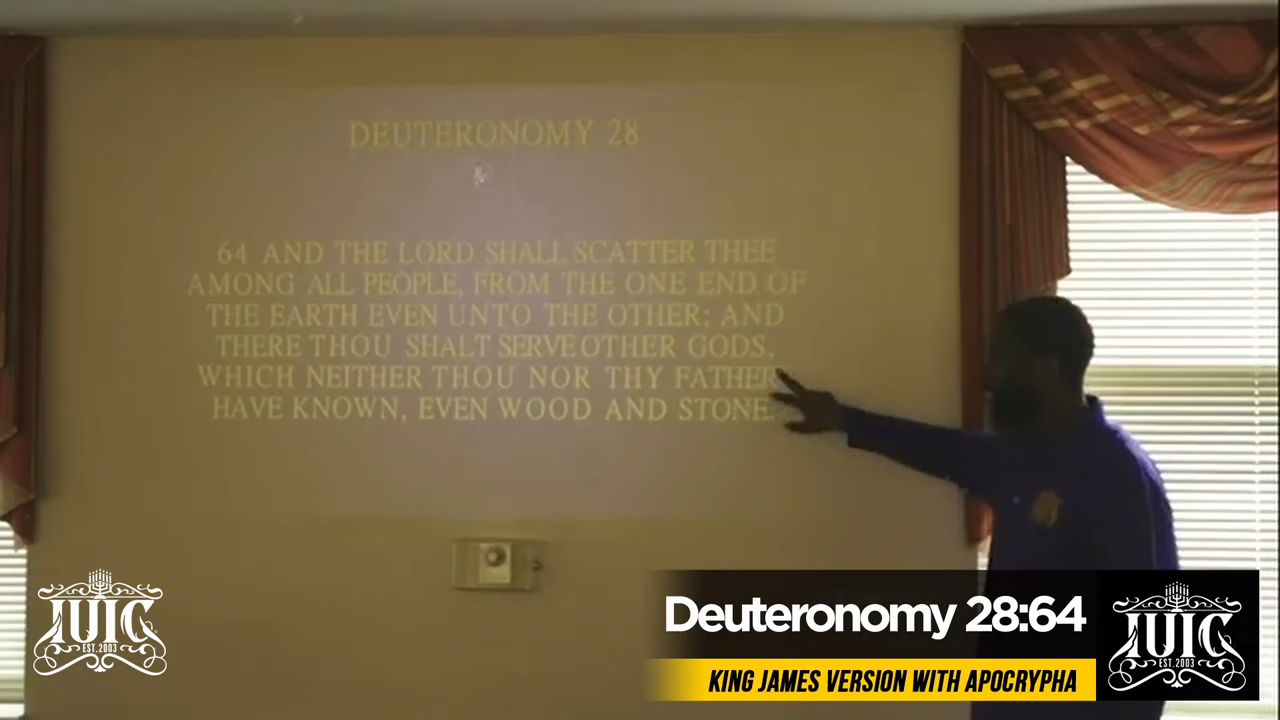 DEUTERONOMY 28
64 AND THE LORD SHALL SCATTER THEE
AMONG ALL PEOPLE, FROM THE ONE END OF
THE EARTH EVEN UNTO THE OTHER; AND
THERE THOU SHALT SERVE OTHER GODS,
WHICH NEITHER THOU NOR THY FATHER
HAVE KNOWN, EVEN WOOD AND STONE.
IUIC
EST. 2003
Deuteronomy 28:64
KING JAMES VERSION WITH APOCRYPHA
IUIC
EST. 2003